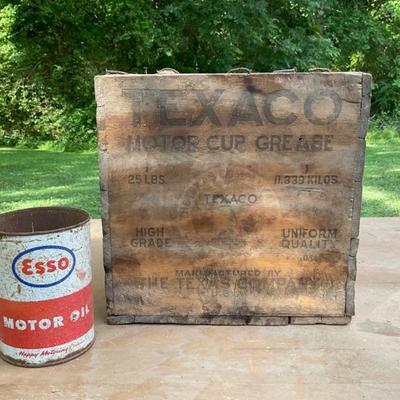 TEXACO
MOTOR CUP GREASE
25 LBS. 11.339 KILOS.
TEXACO
HIGH UNIFORM
GRADE QUALITY
MANUFACTURED BY
THE TEXAS COMPANY
Esso
MOTOR OIL
Happy Motoring